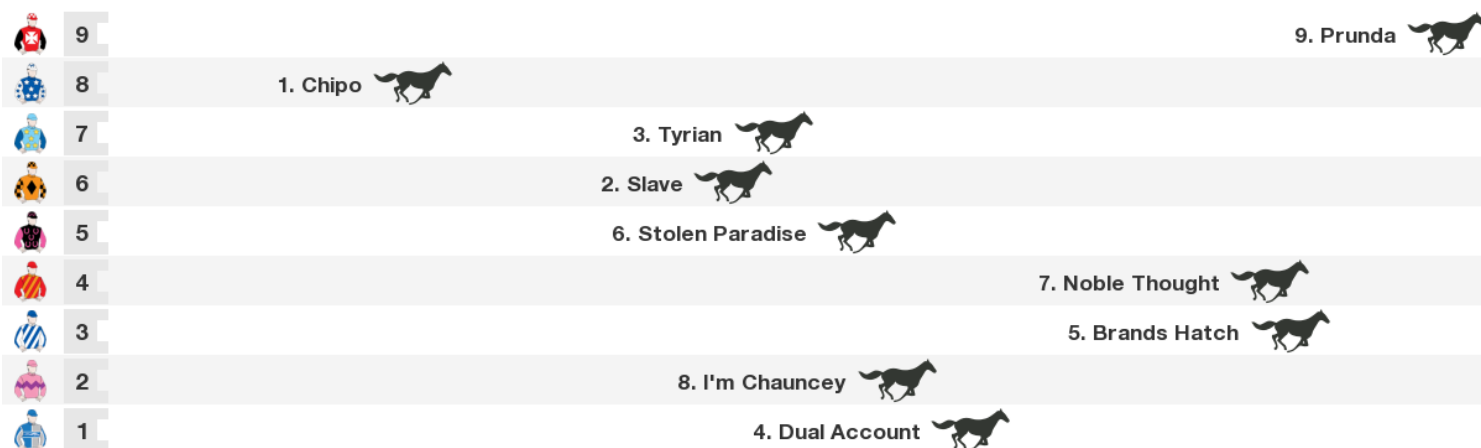 9 9. Prunda
8 1. Chipo
7 3. Tyrian
6 2. Slave
5 6. Stolen Paradise
4 7. Noble Thought
3 5. Brands Hatch
2 8. I'm Chauncey
1 4. Dual Account